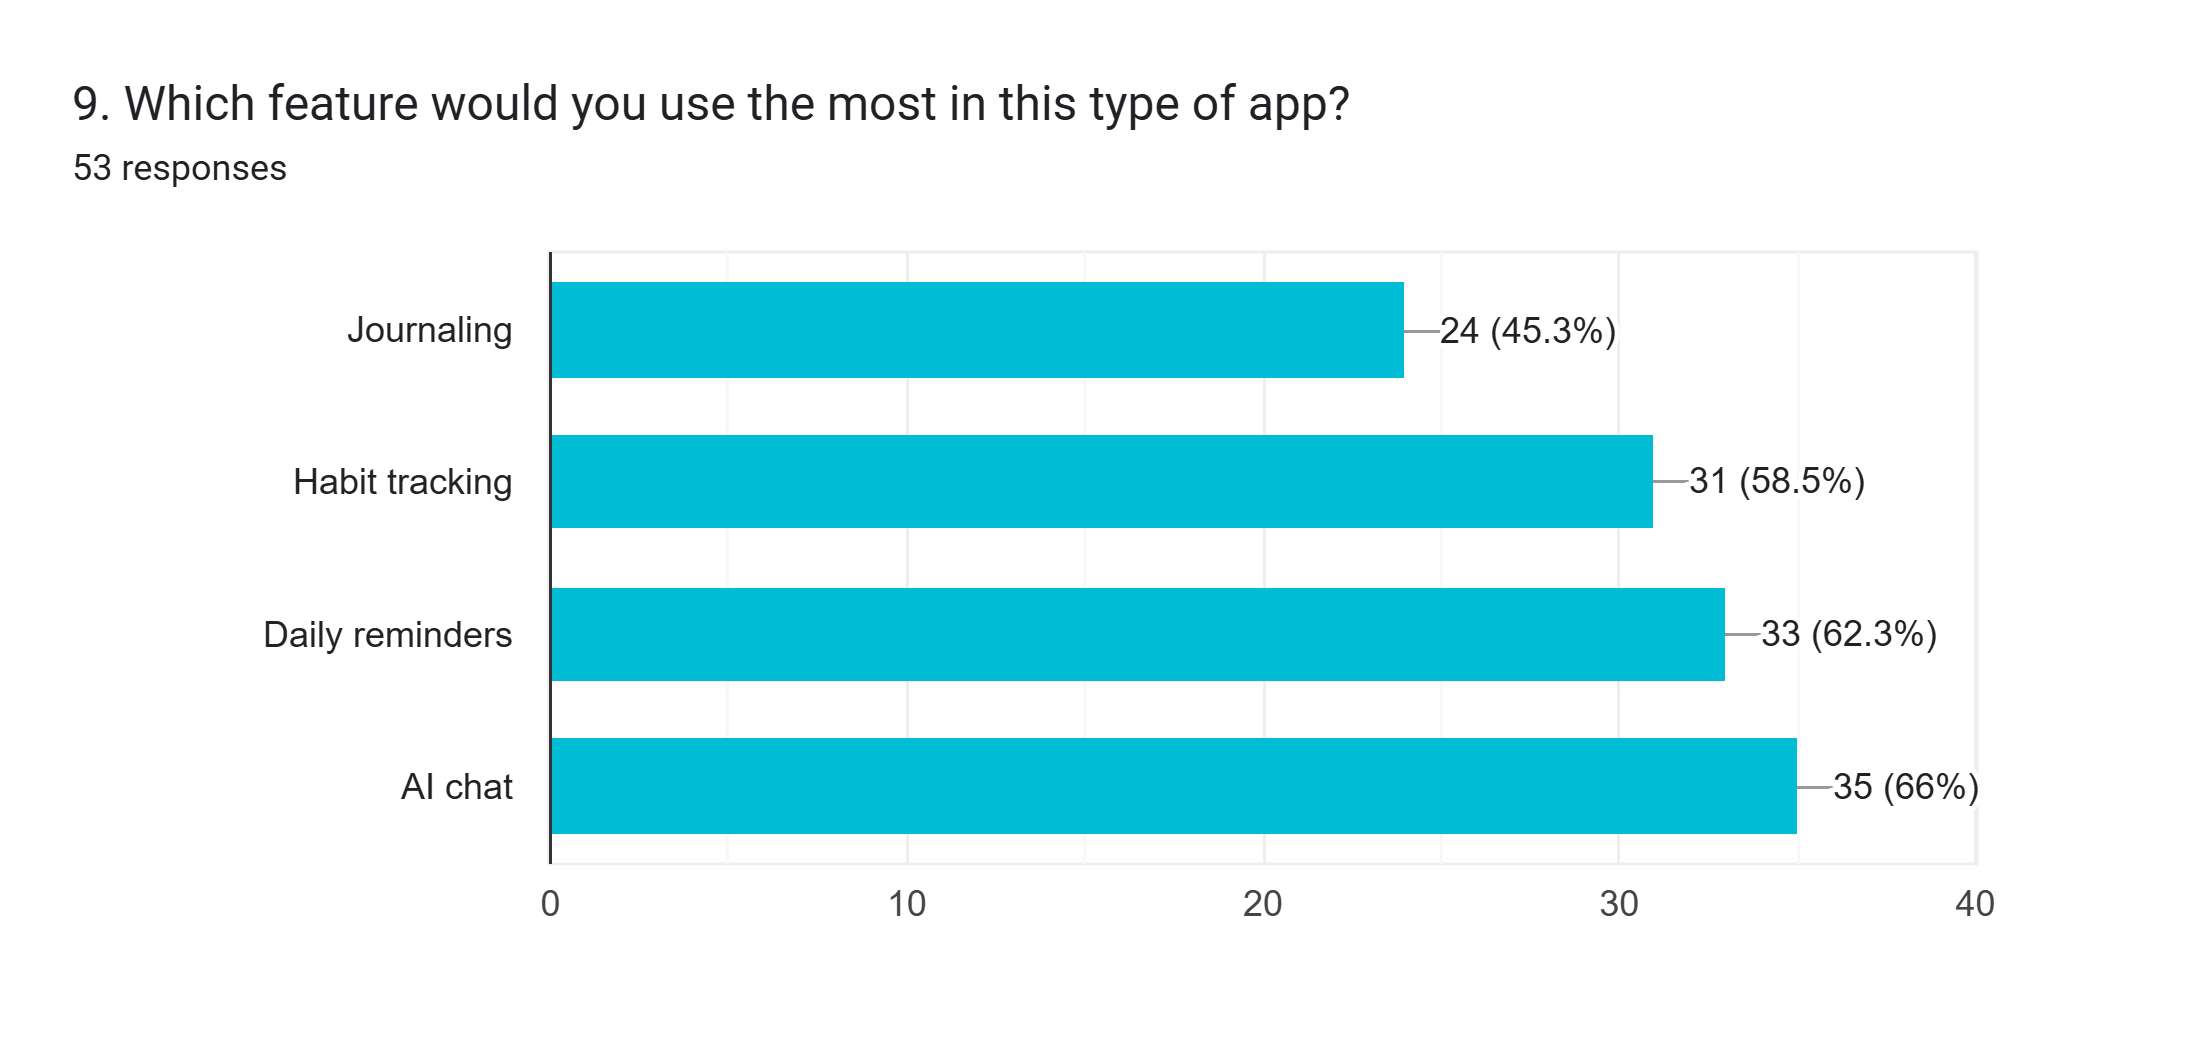 9. Which feature would you use the most in this type of app?
53 responses
Journaling
24 (45.3%)
Habit tracking
31 (58.5%)
Daily reminders
33 (62.3%)
AI chat
35 (66%)
0 10 20 30 40